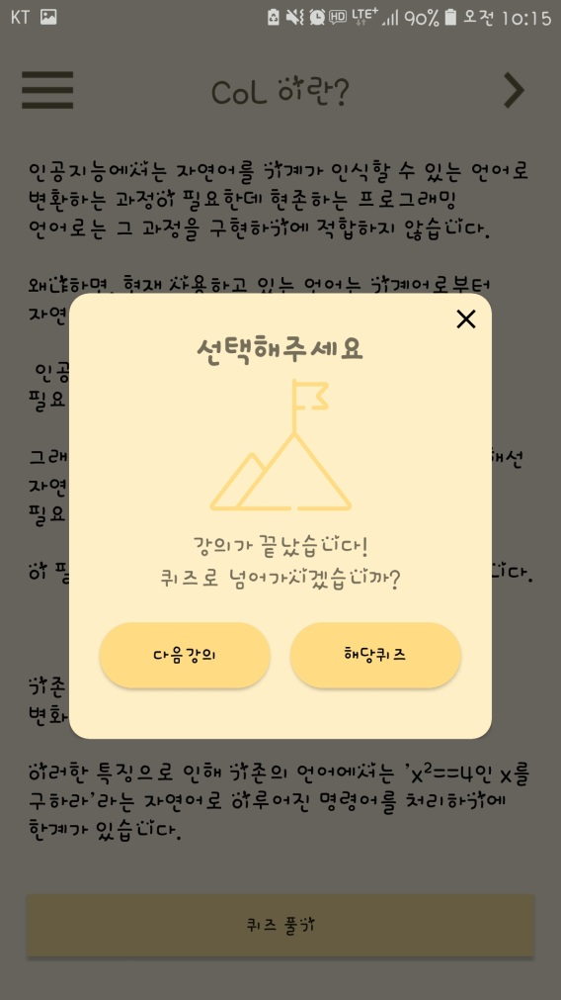 KT HD LTE+ 90% 오전 10:15
CoL 이란?
인공지능에서는 자연어를 기계가 인식할 수 있는 언어로
변환하는 과정이 필요한데 현존하는 프로그래밍
언어로는 그 과정을 구현하기에 적합하지 않습니다.
왜냐하면, 현재 사용하고 있는 언어는 기계어로부터
자연
선택해주세요
인공
필요
그래 해선
자연
필요
강의가 끝났습니다!
이 필 니다.
퀴즈로 넘어가시겠습니까?
다음강의 해당퀴즈
기존
변화
이러한 특징으로 인해 기존의 언어에서는 'x²==4인 x를
구하라'라는 자연어로 이루어진 명령어를 처리하기에
한계가 있습니다.
퀴즈 풀기